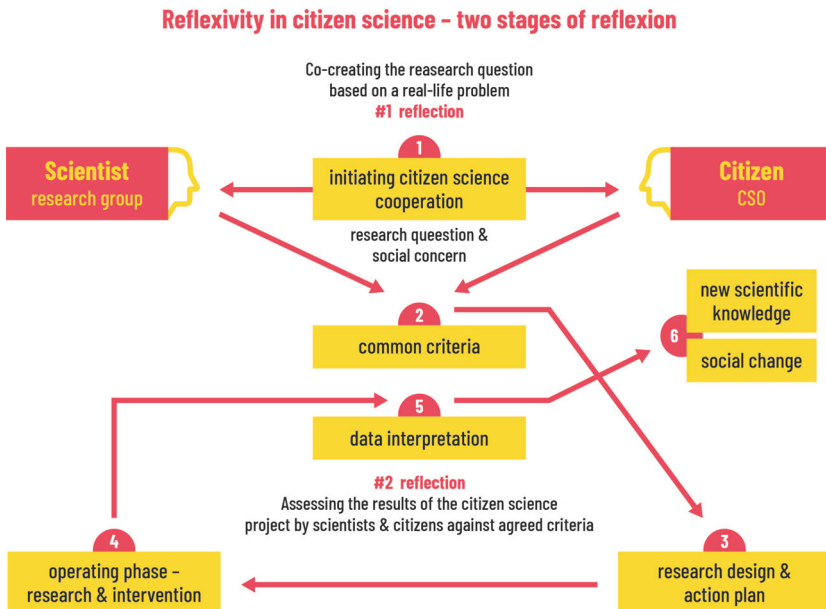 Reflexivity in citizen science – two stages of reflexion
Co-creating the reasearch question
based on a real-life problem
#1 reflection
Scientist
research group
1
initiating citizen science
cooperation
Citizen
CSO
research queestion &
social concern
2
common criteria
6
new scientific
knowledge
social change
5
data interpretation
#2 reflection
Assessing the results of the citizen science
project by scientists & citizens against agreed criteria
4
operating phase –
research & intervention
3
research design &
action plan